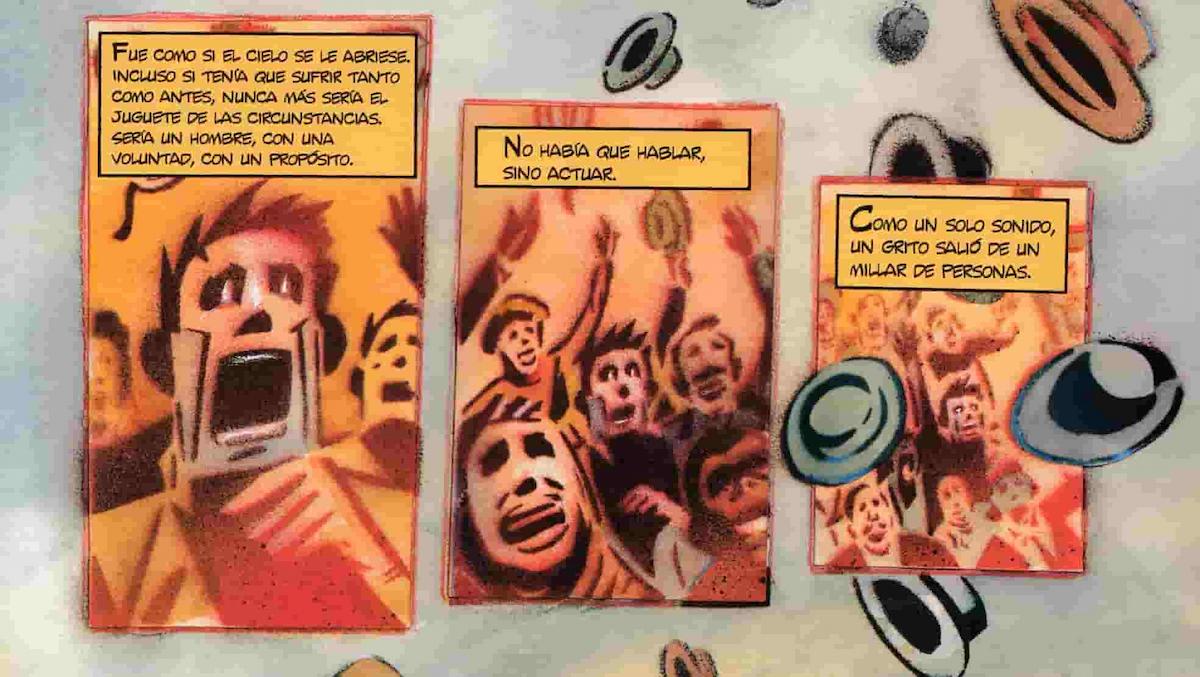 FUE COMO SI EL CIELO SE LE ABRIESE.
INCLUSO SI TENÍA QUE SUFRIR TANTO
COMO ANTES, NUNCA MÁS SERÍA EL
JUGUETE DE LAS CIRCUNSTANCIAS.
SERÍA UN HOMBRE, CON UNA
VOLUNTAD, CON UN PROPÓSITO.
NO HABÍA QUE HABLAR,
SINO ACTUAR.
COMO UN SOLO SONIDO,
UN GRITO SALIÓ DE UN
MILLAR DE PERSONAS.